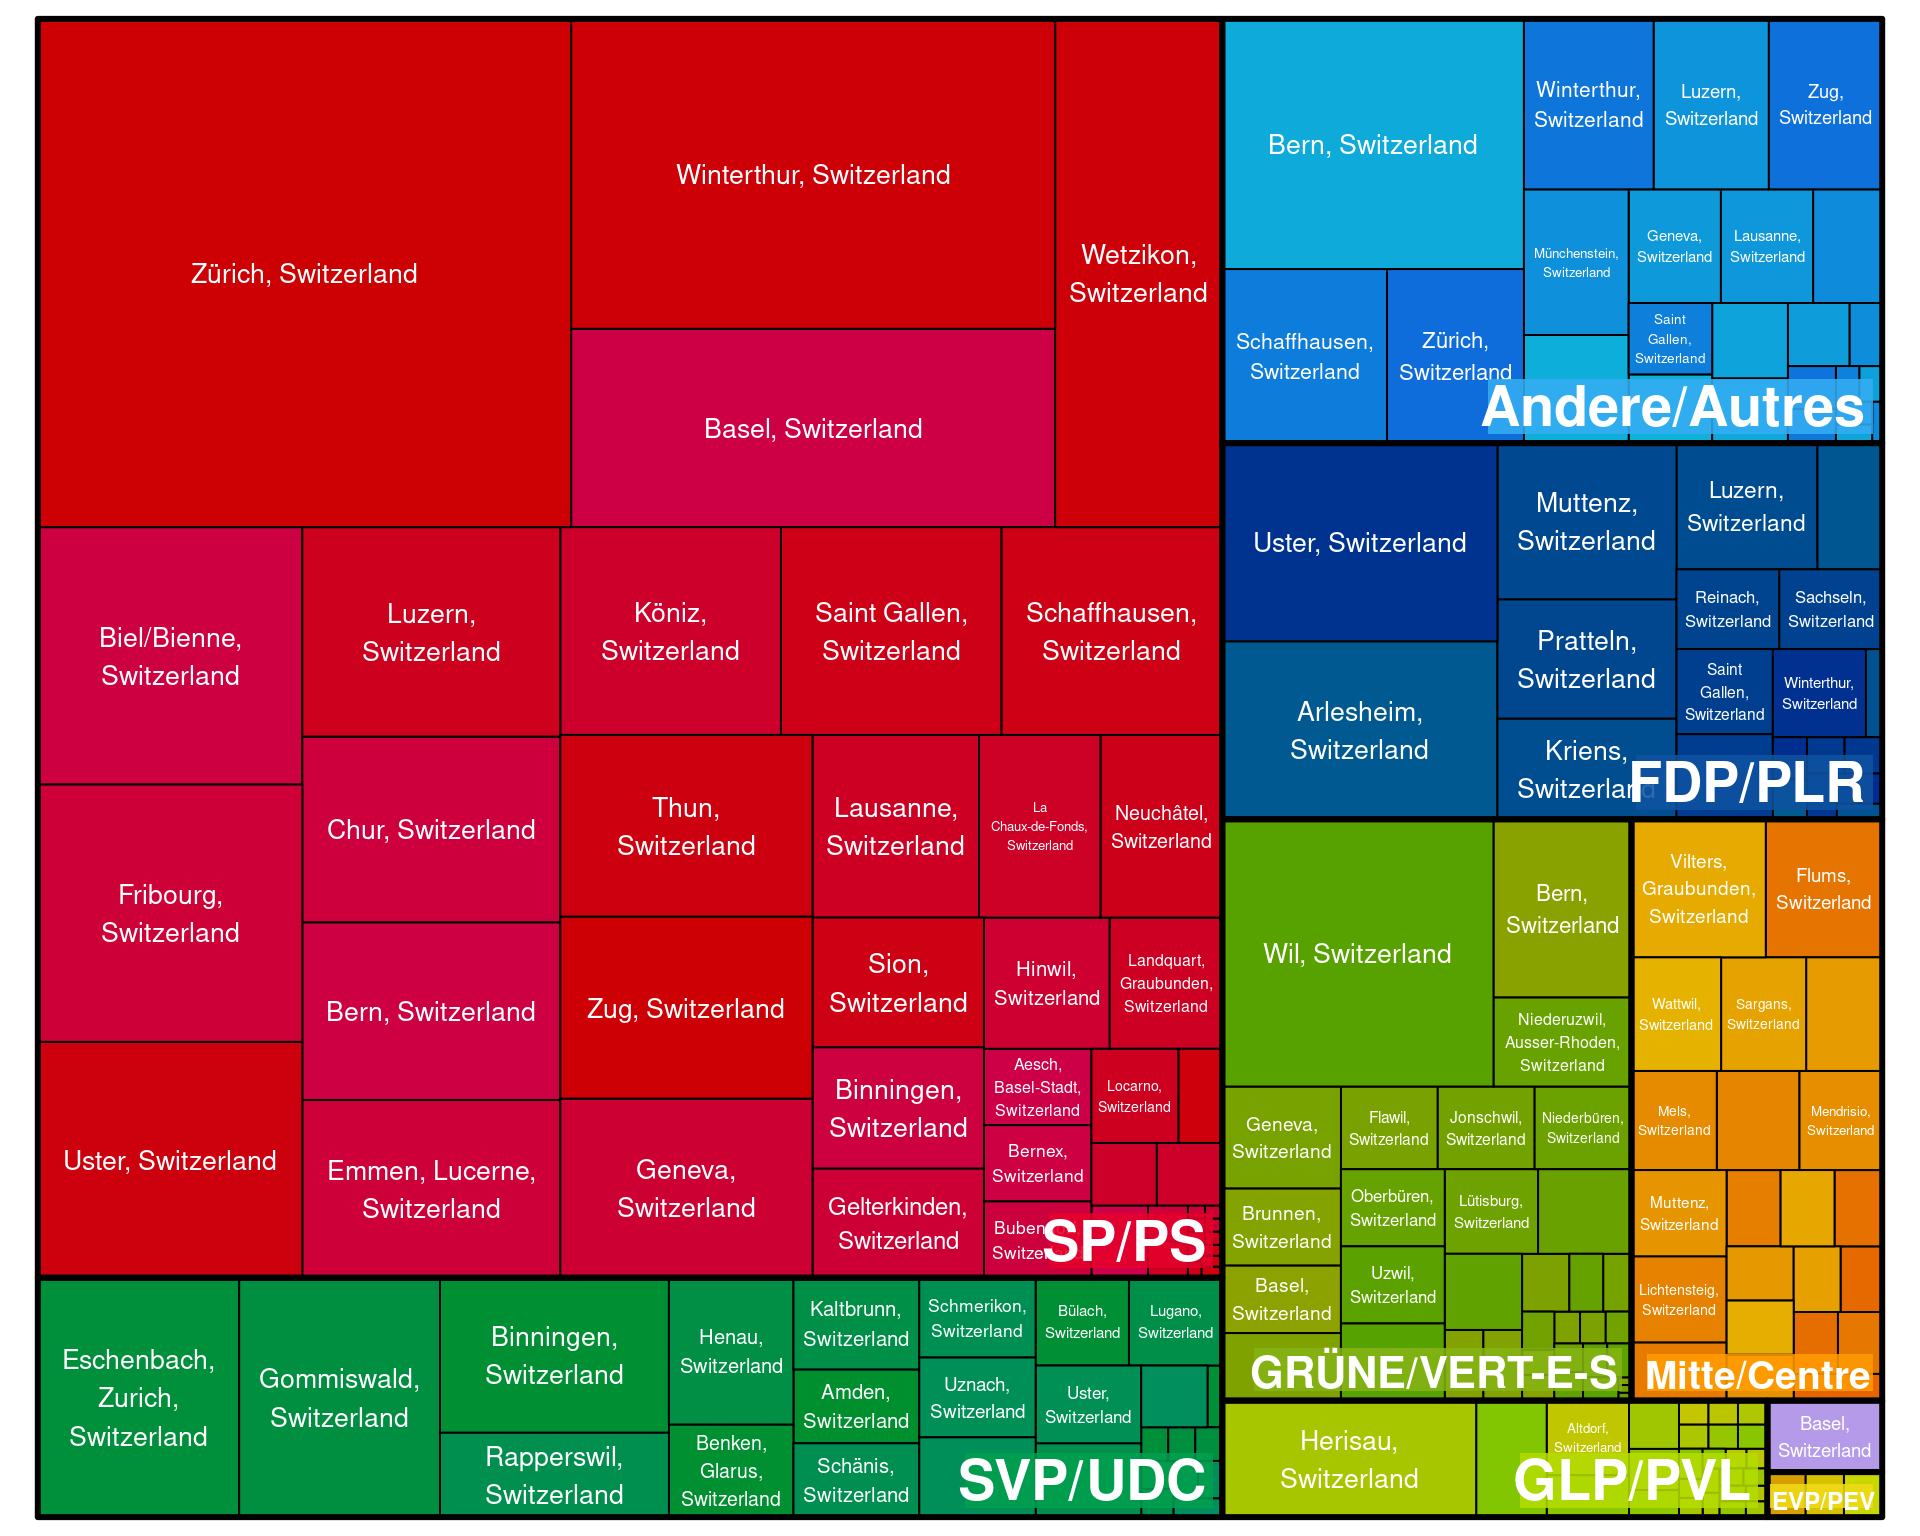 Zürich, Switzerland
Winterthur, Switzerland
Basel, Switzerland
Wetzikon,
Switzerland
Biel/Bienne,
Switzerland
Fribourg,
Switzerland
Uster, Switzerland
Luzern,
Switzerland
Chur, Switzerland
Bern, Switzerland
Emmen, Lucerne,
Switzerland
Köniz,
Switzerland
Saint Gallen,
Switzerland
Schaffhausen,
Switzerland
Thun,
Switzerland
Zug, Switzerland
Geneva,
Switzerland
Lausanne,
Switzerland
La
Chaux-de-Fonds,
Switzerland
Neuchâtel,
Switzerland
Sion,
Switzerland
Binningen,
Switzerland
Gelterkinden,
Switzerland
Hinwil,
Switzerland
Landquart,
Graubunden,
Switzerland
Aesch,
Basel-Stadt,
Switzerland
Bernex,
Switzerland
Locarno,
Switzerland
SP/PS
Eschenbach,
Zurich,
Switzerland
Gommiswald,
Switzerland
Binningen,
Switzerland
Rapperswil,
Switzerland
Henau,
Switzerland
Benken,
Glarus,
Switzerland
Kaltbrunn,
Switzerland
Amden,
Switzerland
Schänis,
Switzerland
Schmerikon,
Switzerland
Uznach,
Switzerland
Bülach,
Switzerland
Lugano,
Switzerland
Uster,
Switzerland
SVP/UDC
Bern, Switzerland
Schaffhausen,
Switzerland
Zürich,
Switzerland
Winterthur,
Switzerland
Luzern,
Switzerland
Zug,
Switzerland
Münchenstein,
Switzerland
Geneva,
Switzerland
Lausanne,
Switzerland
Saint
Gallen,
Switzerland
Andere/Autres
Uster, Switzerland
Arlesheim,
Switzerland
Muttenz,
Switzerland
Pratteln,
Switzerland
Kriens,
Switzerland
Luzern,
Switzerland
Reinach,
Switzerland
Sachseln,
Switzerland
Saint
Gallen,
Switzerland
Winterthur,
Switzerland
FDP/PLR
Wil, Switzerland
Bern,
Switzerland
Niederuzwil,
Ausser-Rhoden,
Switzerland
Geneva,
Switzerland
Brunnen,
Switzerland
Basel,
Switzerland
Flawil,
Switzerland
Jonschwil,
Switzerland
Niederbüren,
Switzerland
Oberbüren,
Switzerland
Lütisburg,
Switzerland
Uzwil,
Switzerland
GRÜNE/VERT-E-S
Vilters,
Graubunden,
Switzerland
Flums,
Switzerland
Wattwil,
Switzerland
Sargans,
Switzerland
Mels,
Switzerland
Mendrisio,
Switzerland
Muttenz,
Switzerland
Lichtensteig,
Switzerland
Mitte/Centre
Herisau,
Switzerland
Altdorf,
Switzerland
GLP/PVL
Basel,
Switzerland
EVP/PEV